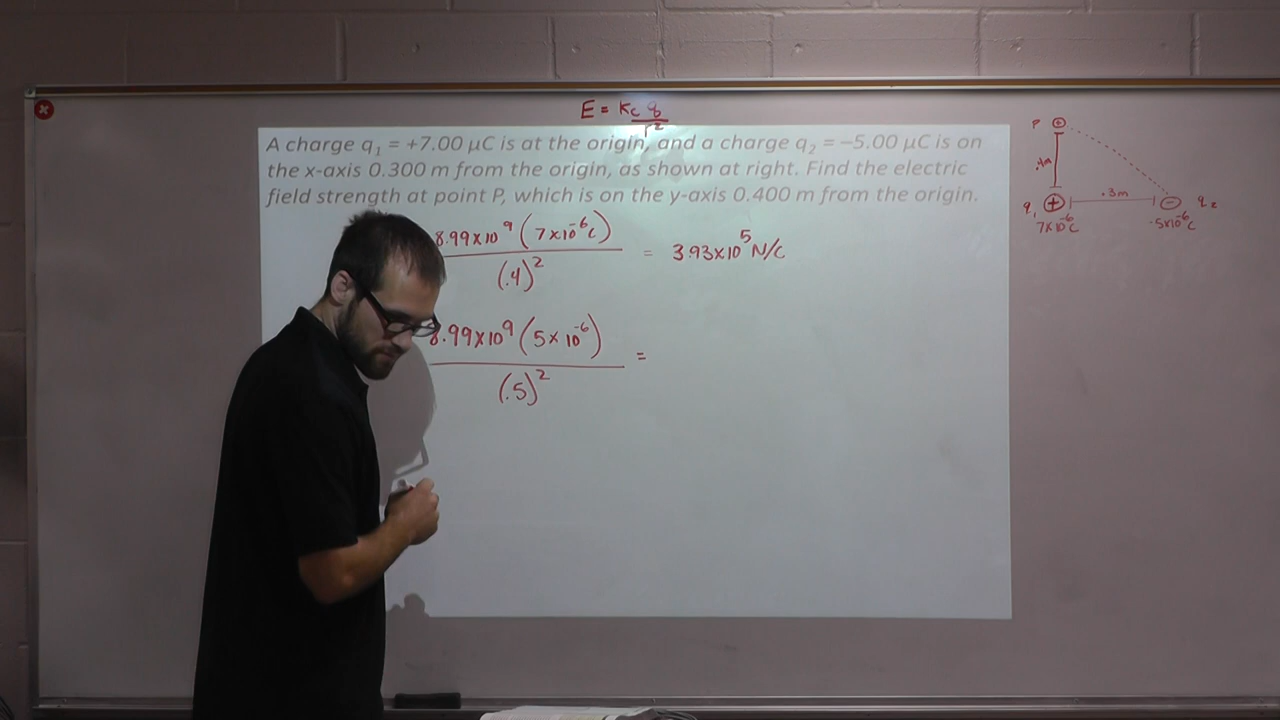 E = Kc q
r²
A charge q₁ = +7.00 μC is at the origin, and a charge q₂ = −5.00 μC is on
the x-axis 0.300 m from the origin, as shown at right. Find the electric
field strength at point P, which is on the y-axis 0.400 m from the origin.
8.99x10⁹ (7x10⁻⁶C)
(.4)²
= 3.93x10⁵ N/C
8.99x10⁹ (5x10⁻⁶)
(.5)²
=
P +
.4m
q₁ + .3m − q₂
7x10⁻⁶C -5x10⁻⁶C